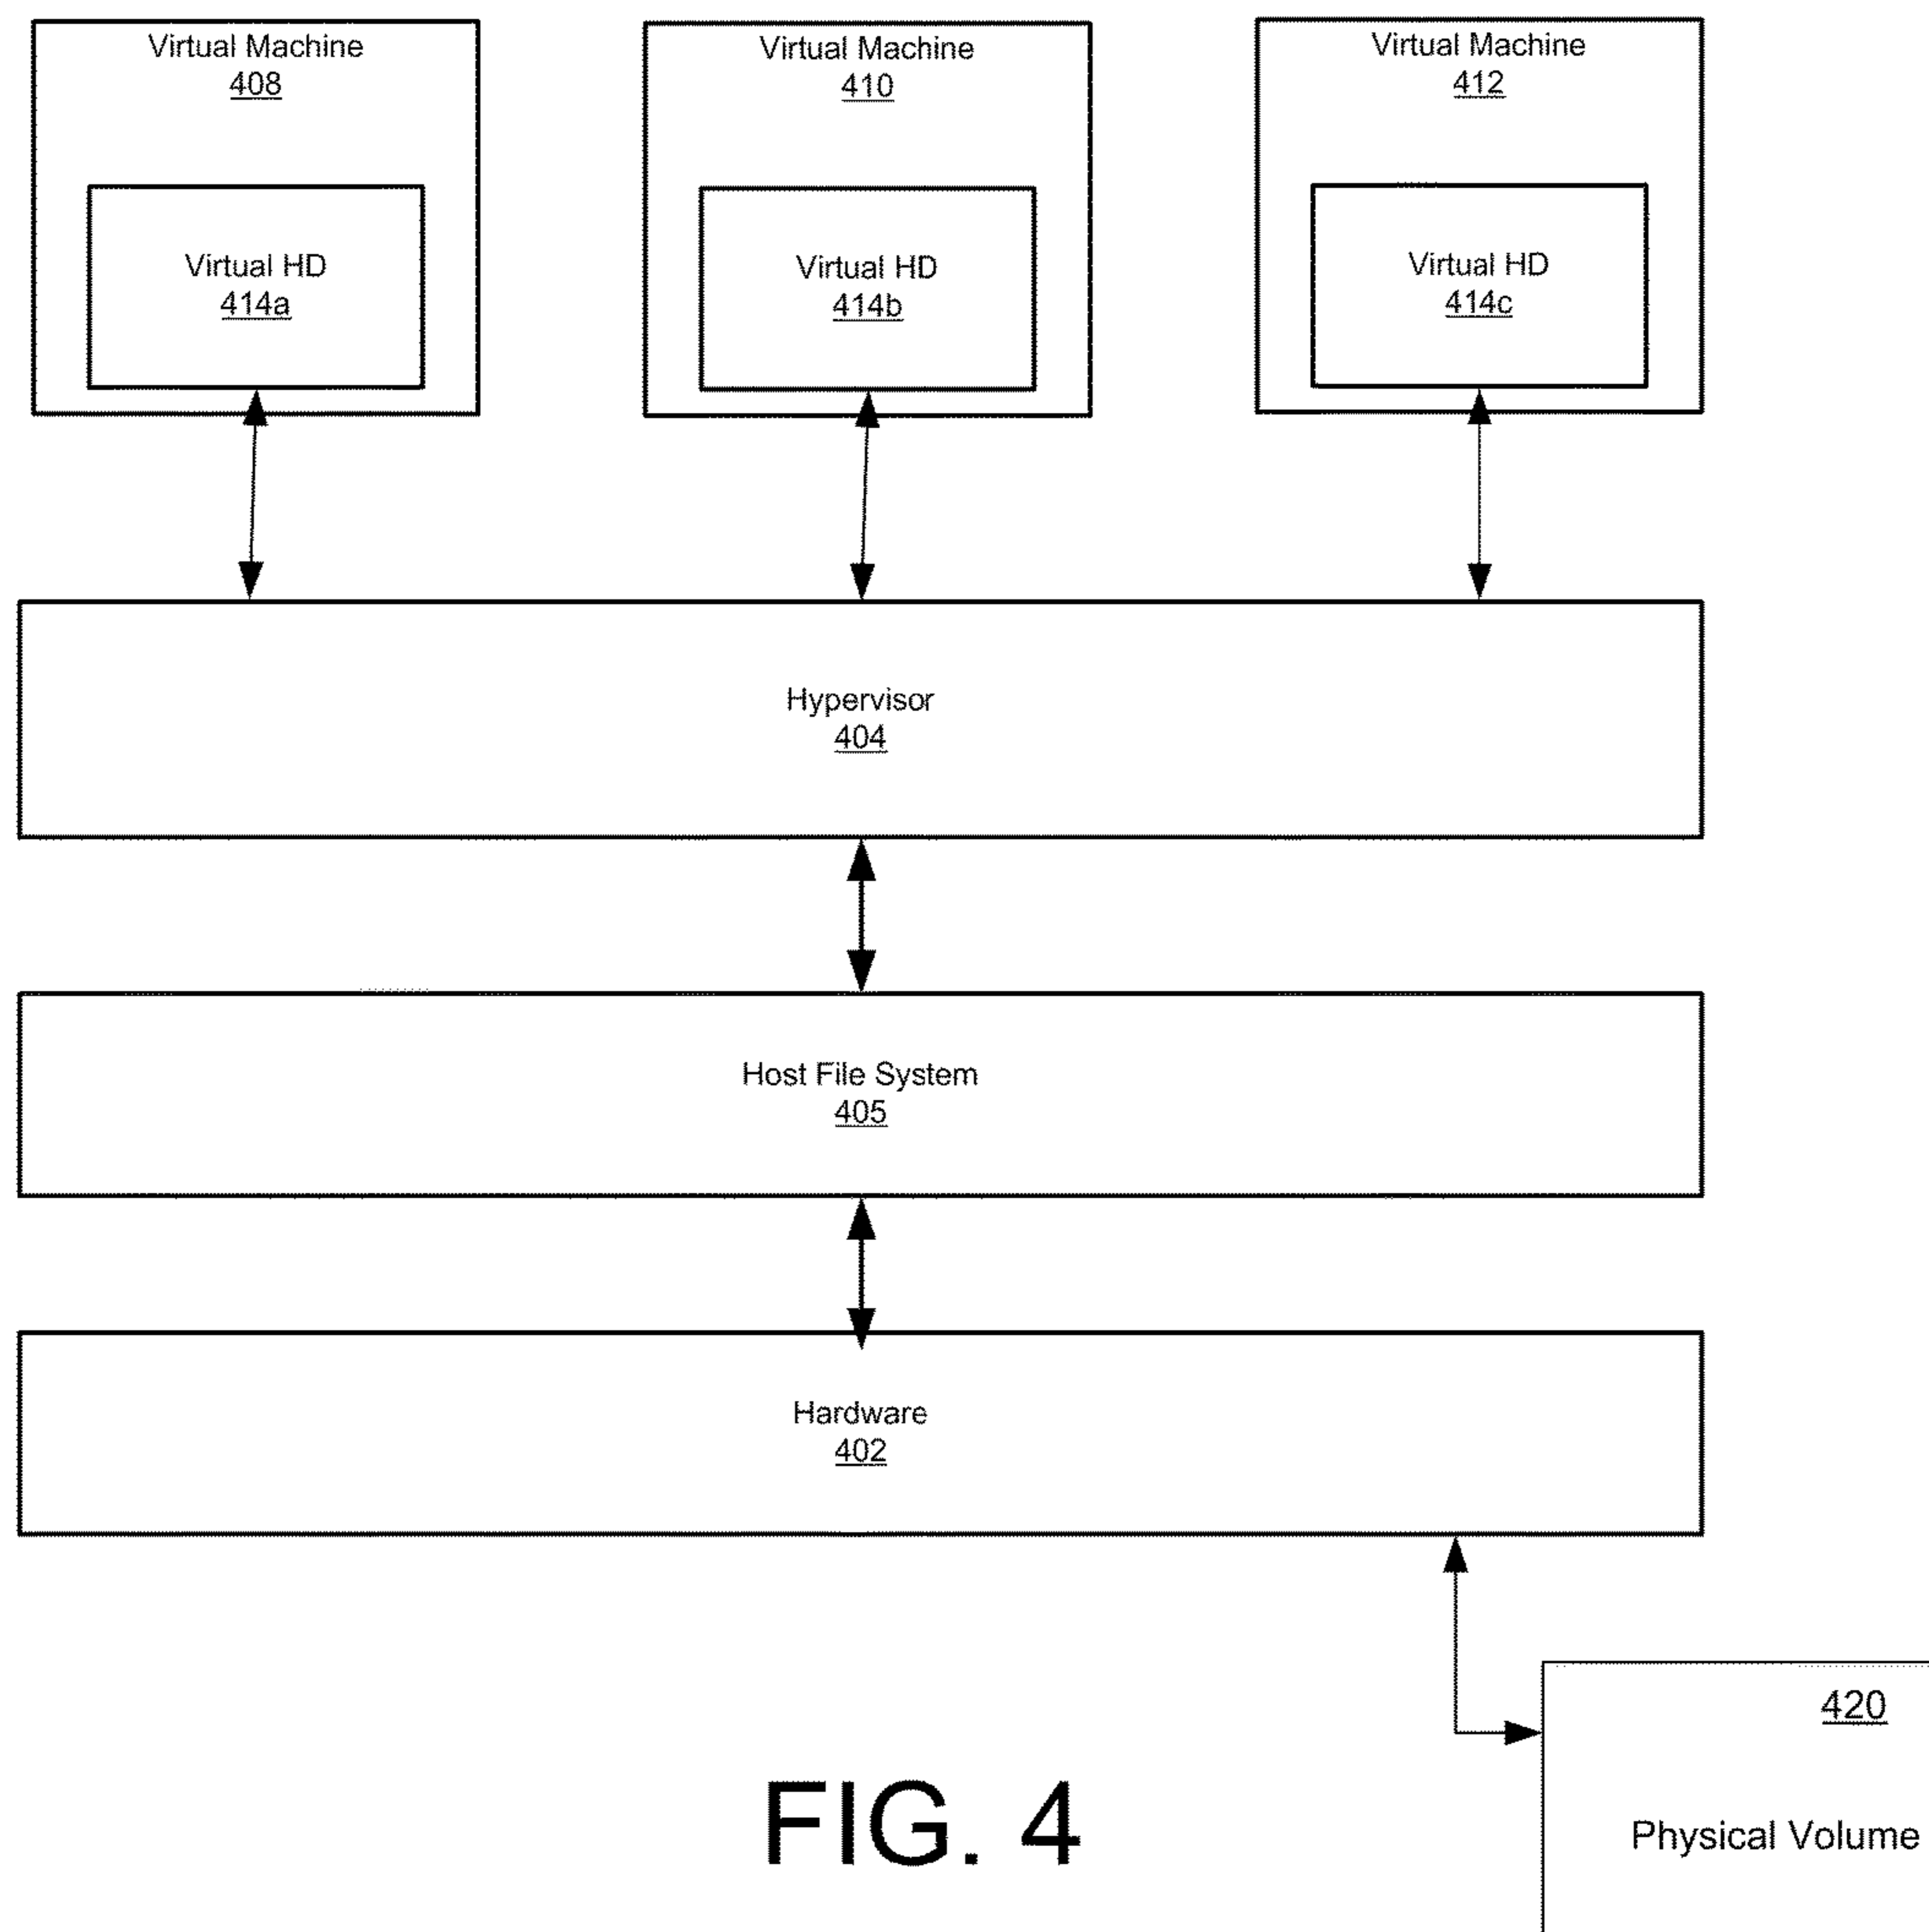 Virtual Machine
408
Virtual HD
414a
Virtual Machine
410
Virtual HD
414b
Virtual Machine
412
Virtual HD
414c
Hypervisor
404
Host File System
405
Hardware
402
420
Physical Volume
FIG. 4